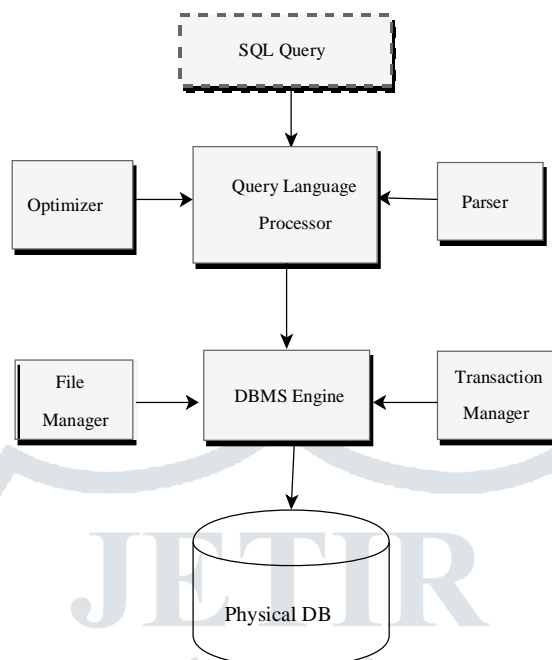 SQL Query
Query Language
Processor
Optimizer
Parser
File
Manager
DBMS Engine
Transaction
Manager
JETIR
Physical DB